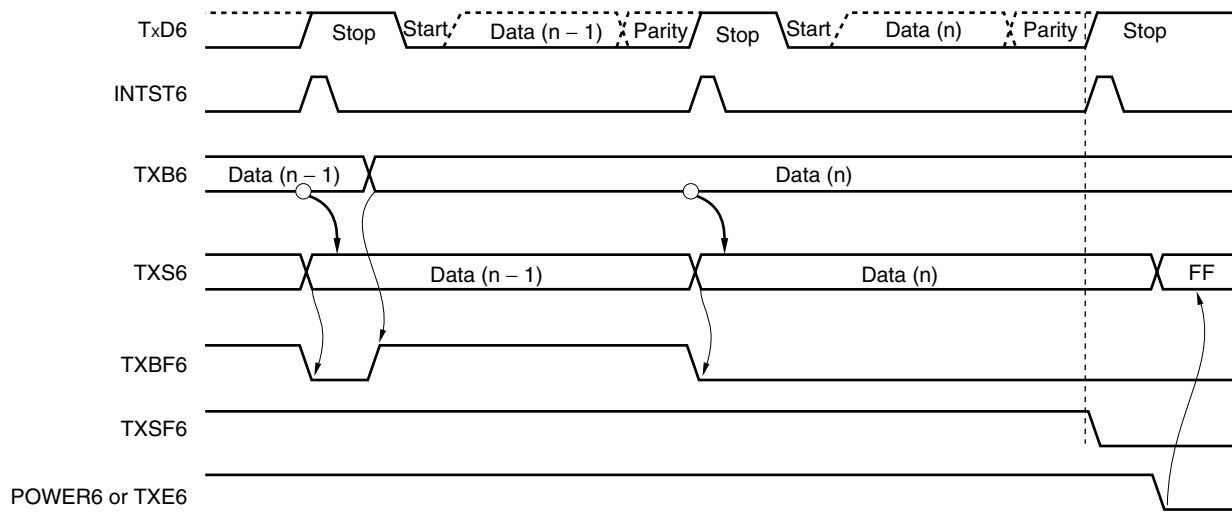 TxD6 Stop Start Data (n – 1) Parity Stop Start Data (n) Parity Stop
INTST6
TXB6 Data (n – 1) Data (n)
TXS6 Data (n – 1) Data (n) FF
TXBF6
TXSF6
POWER6 or TXE6